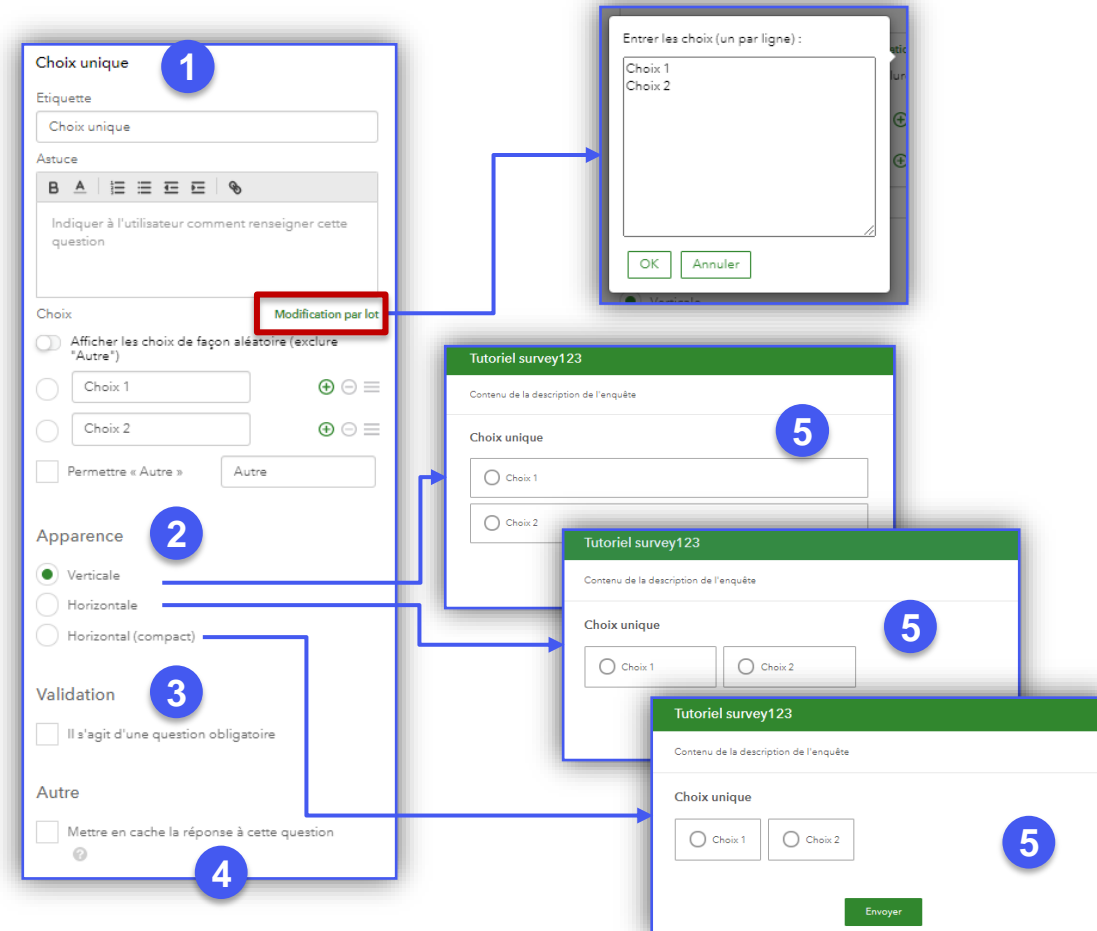 Choix unique
1
Etiquette
Choix unique
Astuce
B A
Indiquer à l'utilisateur comment renseigner cette
question
Choix
Modification par lot
Afficher les choix de façon aléatoire (exclure
"Autre")
Choix 1
Choix 2
Permettre « Autre »
Autre
Apparence
2
Verticale
Horizontale
Horizontal (compact)
Validation
3
Il s'agit d'une question obligatoire
Autre
Mettre en cache la réponse à cette question
?
4
Entrer les choix (un par ligne) :
Choix 1
Choix 2
OK
Annuler
Verticale
Tutoriel survey123
Contenu de la description de l'enquête
Choix unique
5
Choix 1
Choix 2
Tutoriel survey123
Contenu de la description de l'enquête
Choix unique
5
Choix 1
Choix 2
Tutoriel survey123
Contenu de la description de l'enquête
Choix unique
Choix 1
Choix 2
5
Envoyer